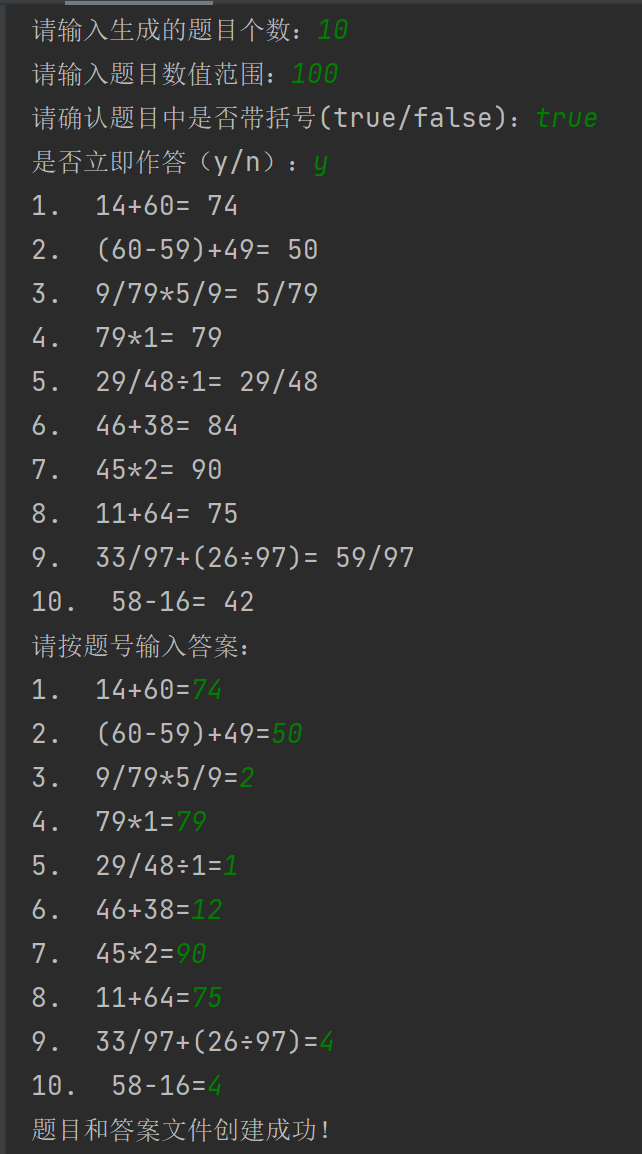 请输入生成的题目个数：10
请输入题目数值范围：100
请确认题目中是否带括号(true/false)：true
是否立即作答（y/n）：y
1.  14+60= 74
2.  (60-59)+49= 50
3.  9/79*5/9= 5/79
4.  79*1= 79
5.  29/48÷1= 29/48
6.  46+38= 84
7.  45*2= 90
8.  11+64= 75
9.  33/97+(26÷97)= 59/97
10.  58-16= 42
请按题号输入答案：
1.  14+60=74
2.  (60-59)+49=50
3.  9/79*5/9=2
4.  79*1=79
5.  29/48÷1=1
6.  46+38=12
7.  45*2=90
8.  11+64=75
9.  33/97+(26÷97)=4
10.  58-16=4
题目和答案文件创建成功！